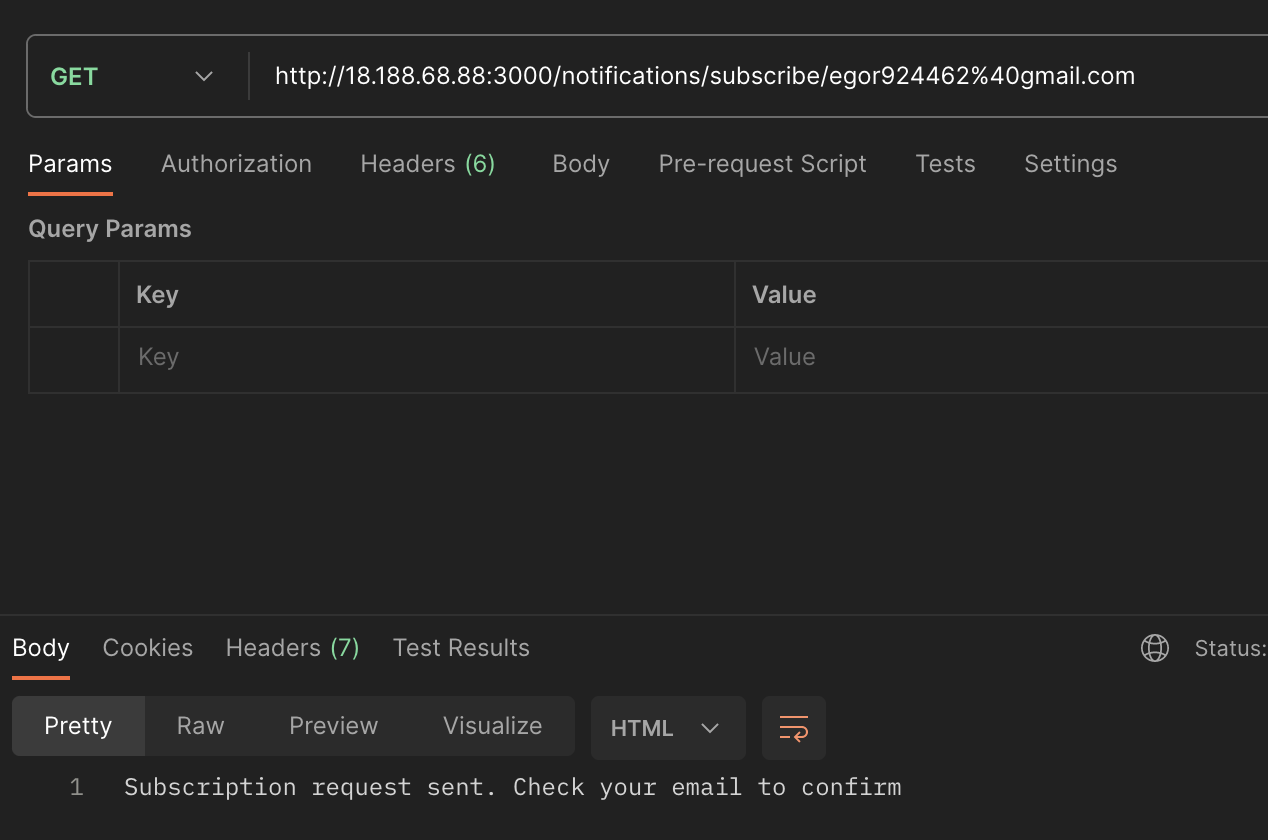 GET http://18.188.68.88:3000/notifications/subscribe/egor924462%40gmail.com
Params Authorization Headers (6) Body Pre-request Script Tests Settings
Query Params
Key Value
Key Value
Body Cookies Headers (7) Test Results Status:
Pretty Raw Preview Visualize HTML
1 Subscription request sent. Check your email to confirm